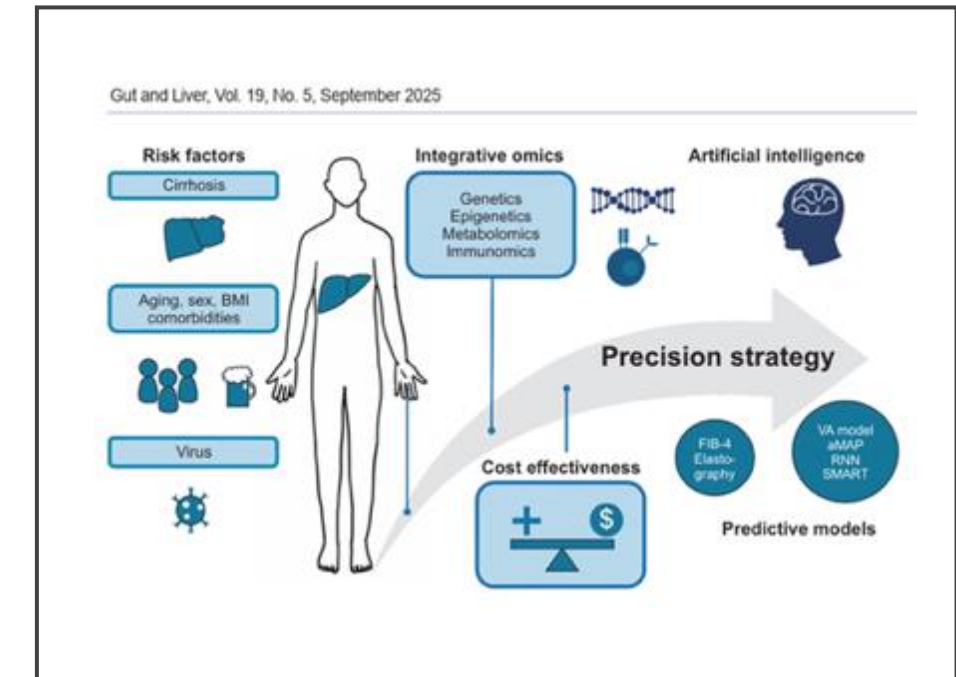 Gut and Liver, Vol. 19, No. 5, September 2025
Risk factors
Cirrhosis
Aging, sex, BMI
comorbidities
Virus
Integrative omics
Genetics
Epigenetics
Metabolomics
Immunomics
Artificial intelligence
Precision strategy
Cost effectiveness
+ $
FIB-4
Elasto-
graphy
VA model
aMAP
RNN
SMART
Predictive models